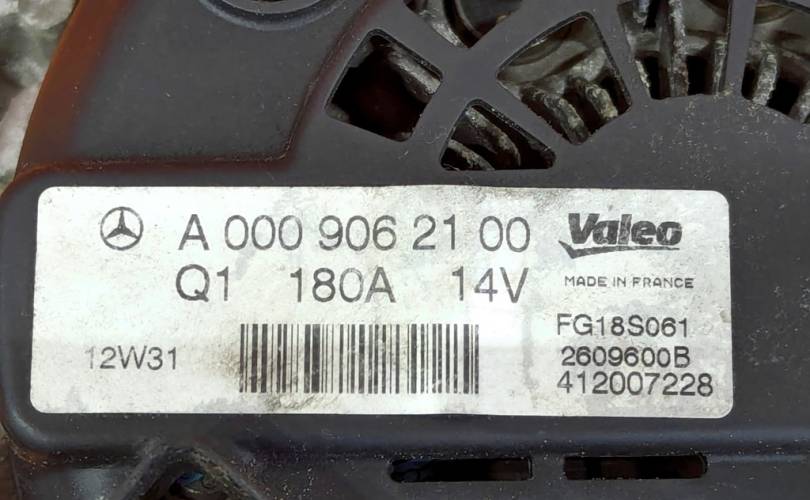 A 000 906 21 00
Valeo
Q1 180A 14V
MADE IN FRANCE
FG18S061
12W31
2609600B
412007228